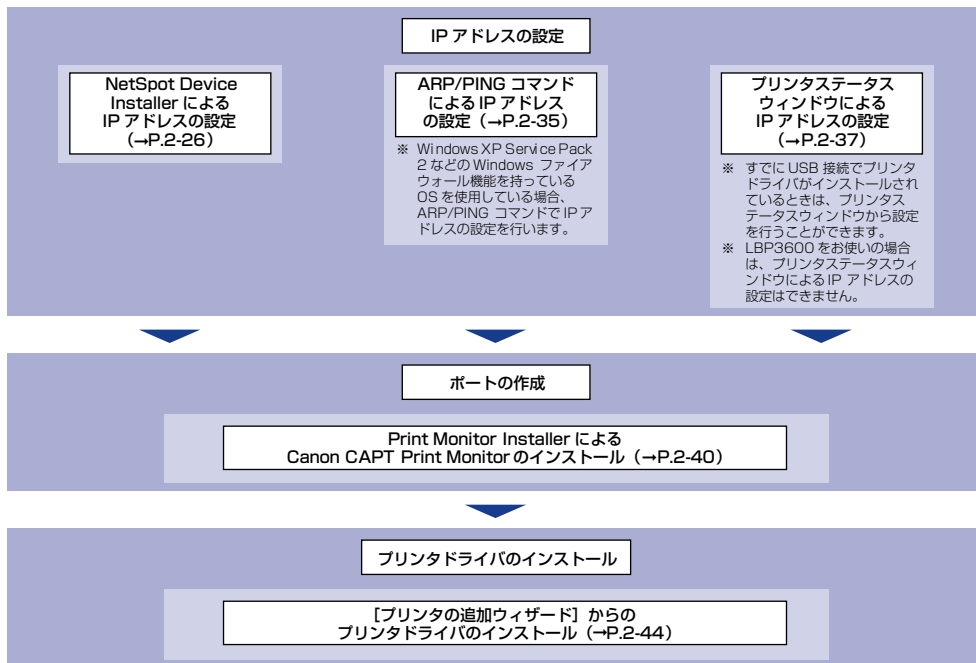 IP アドレスの設定
NetSpot Device
Installer による
IP アドレスの設定
(→P.2-26)
ARP/PING コマンド
による IP アドレス
の設定（→P.2-35）
※ Windows XP Service Pack
2 などの Windows ファイア
ウォール機能を持っている
OS を使用している場合、
ARP/PING コマンドで IP ア
ドレスの設定を行います。
プリンタステータス
ウィンドウによる
IP アドレスの設定
(→P.2-37)
※ すでに USB 接続でプリンタ
ドライバがインストールされ
ているときは、プリンタス
テータスウィンドウから設定
を行うことができます。
※ LBP3600 をお使いの場合
は、プリンタステータスウィ
ンドウによる IP アドレスの
設定はできません。
ポートの作成
Print Monitor Installer による
Canon CAPT Print Monitor のインストール（→P.2-40）
プリンタドライバのインストール
［プリンタの追加ウィザード］からの
プリンタドライバのインストール（→P.2-44）